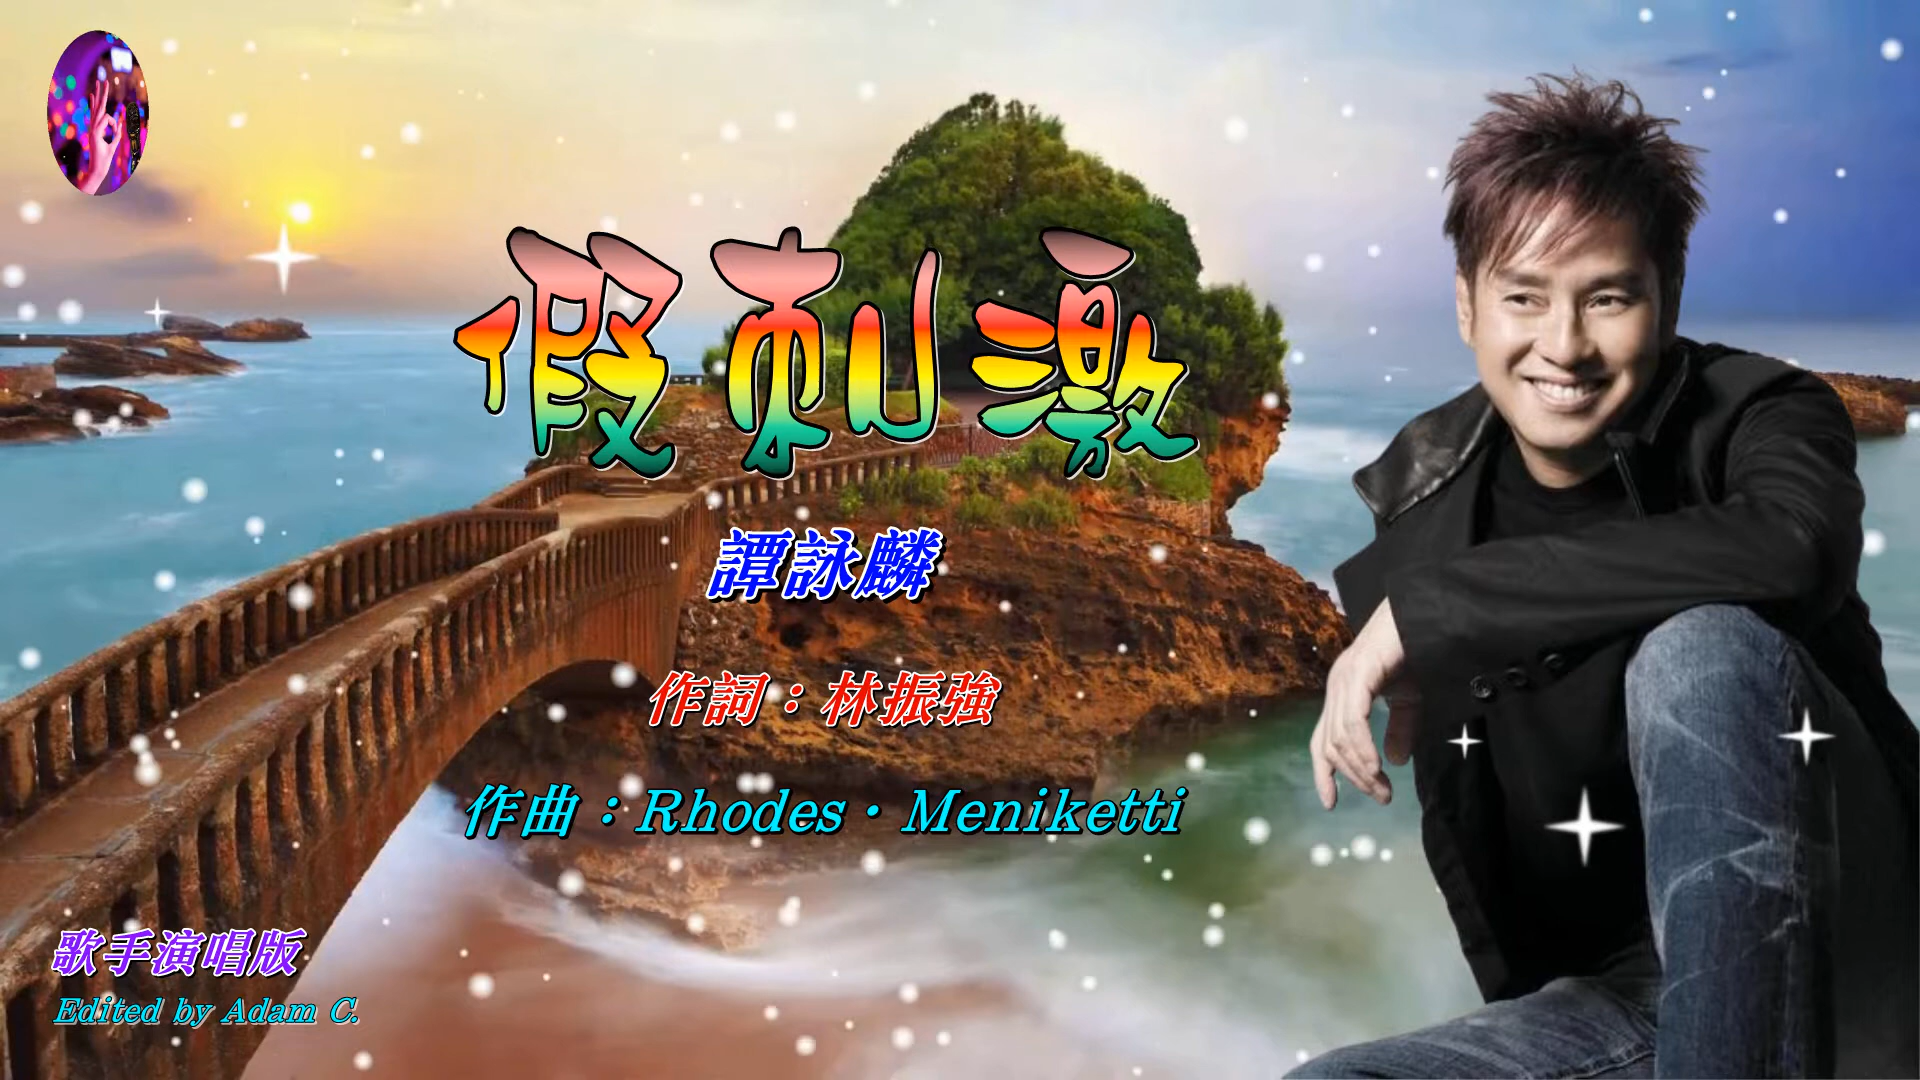 假刺激
譚詠麟
作詞：林振強
作曲：Rhodes·Meniketti
歌手演唱版
Edited by Adam C.